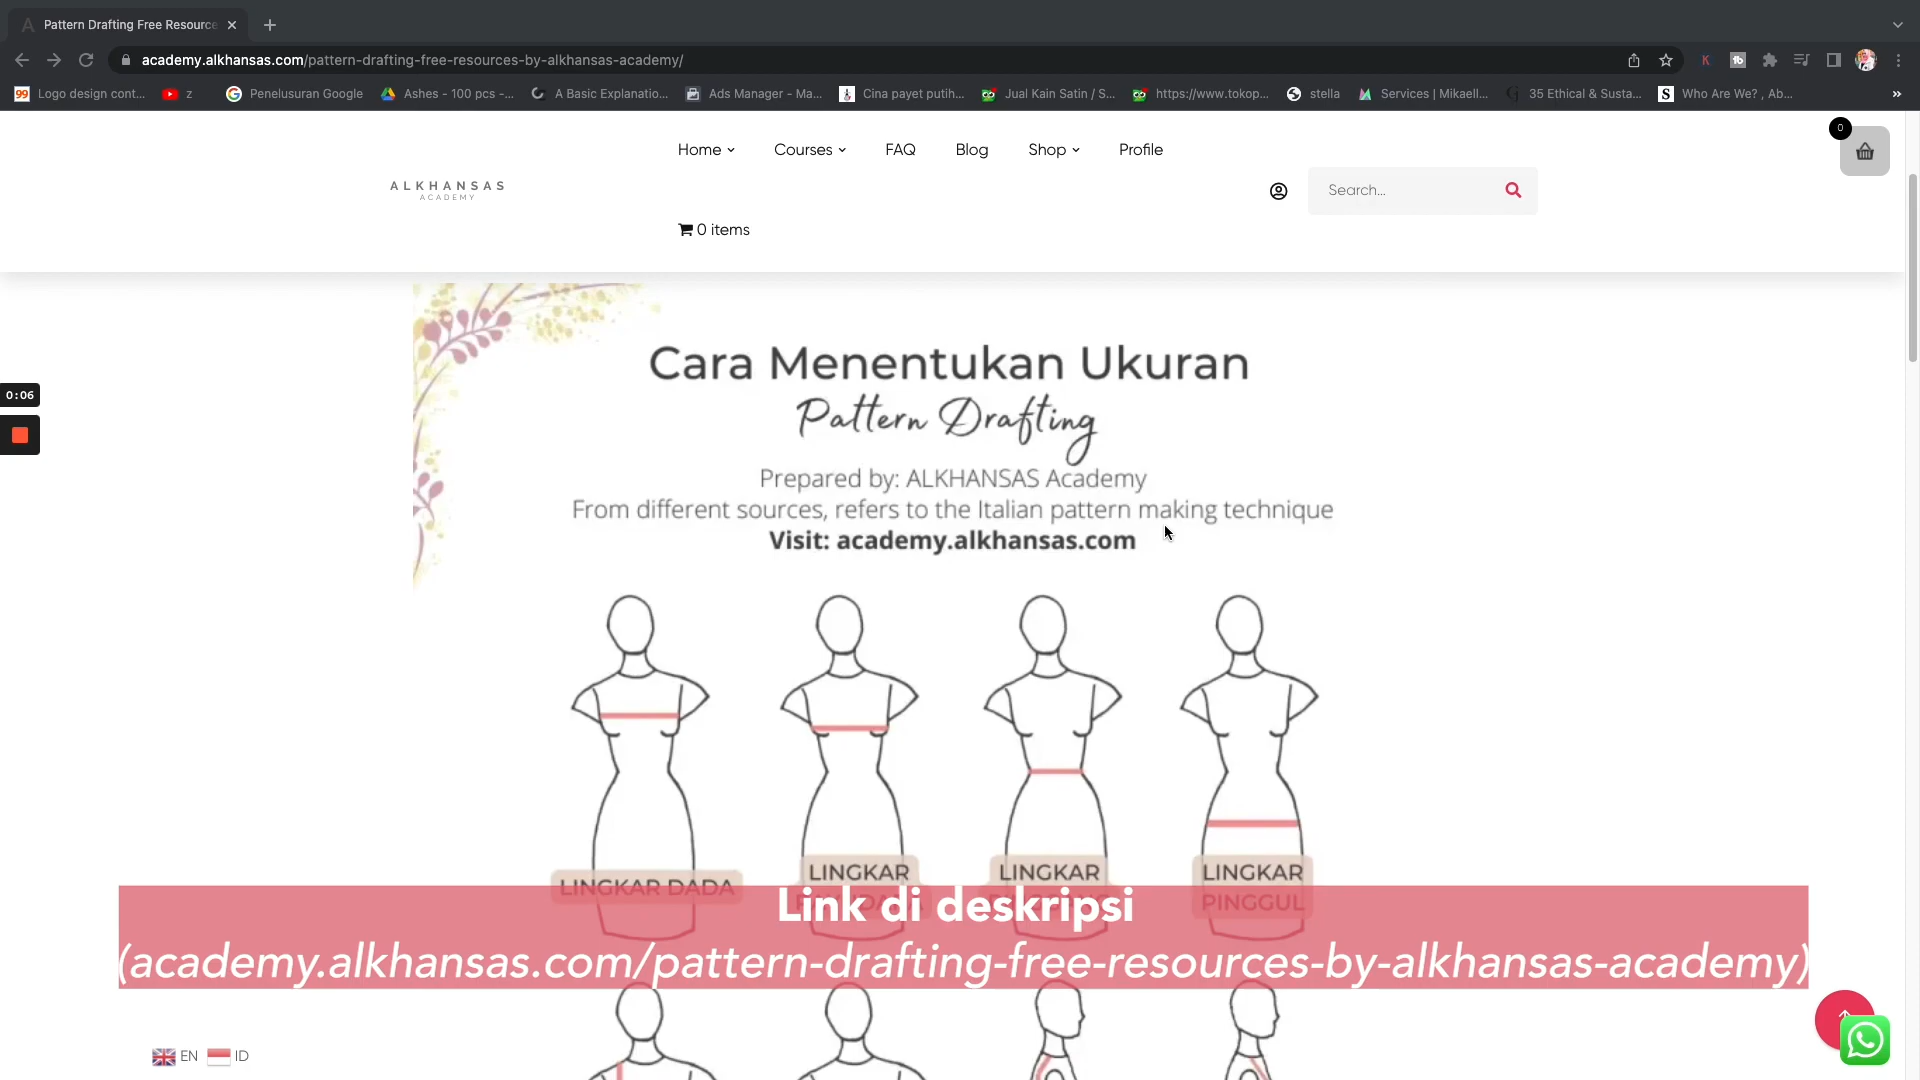 Pattern Drafting Free Resource
academy.alkhansas.com/pattern-drafting-free-resources-by-alkhansas-academy/
Logo design cont...
z
Penelusuran Google
Ashes - 100 pcs -...
A Basic Explanatio...
Ads Manager - Ma...
Cina payet putih...
Jual Kain Satin / S...
https://www.tokop...
stella
Services | Mikaell...
35 Ethical & Susta...
Who Are We? , Ab...
»
0
Home
Courses
FAQ
Blog
Shop
Profile
ALKHANSAS
ACADEMY
Search...
0 items
0:06
Cara Menentukan Ukuran
Pattern Drafting
Prepared by: ALKHANSAS Academy
From different sources, refers to the Italian pattern making technique
Visit: academy.alkhansas.com
LINGKAR DADA
LINGKAR
LINGKAR
LINGKAR
PINGGUL
Link di deskripsi
(academy.alkhansas.com/pattern-drafting-free-resources-by-alkhansas-academy)
EN
ID